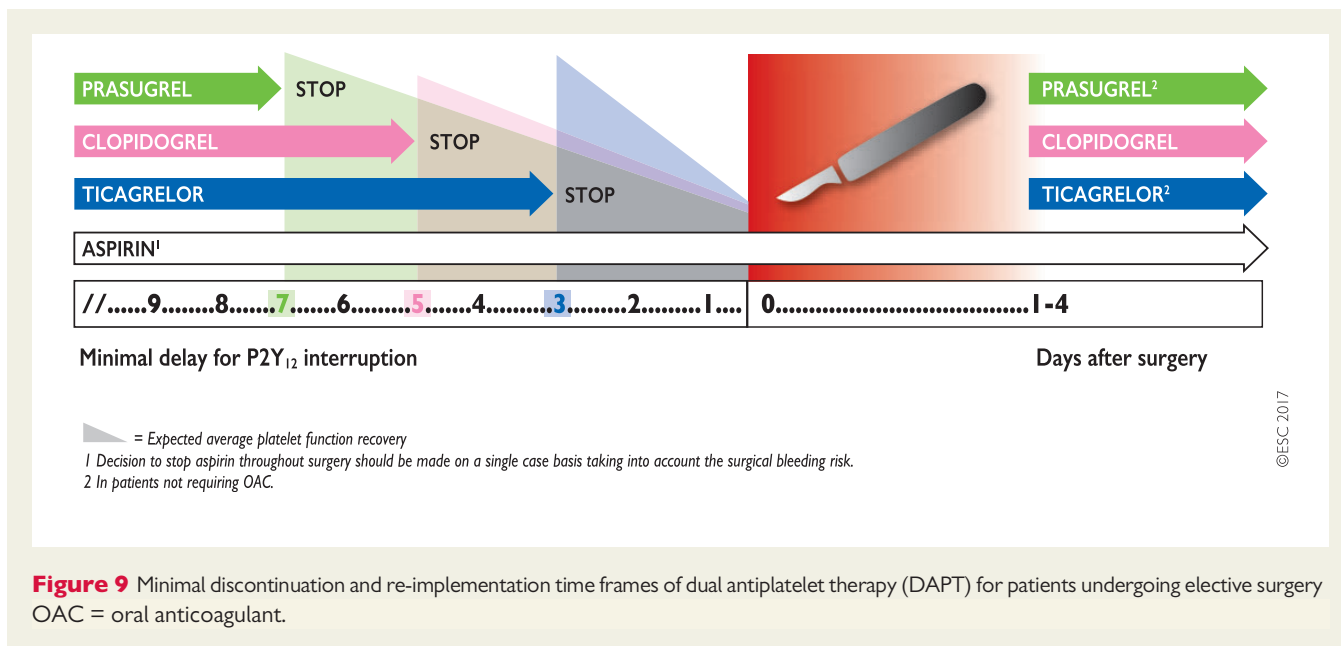 PRASUGREL STOP PRASUGREL²
CLOPIDOGREL STOP CLOPIDOGREL
TICAGRELOR STOP TICAGRELOR²
ASPIRIN¹
//......9........8.......7.......6.........5.......4..........3.........2.........1.... 0......................................1-4
Minimal delay for P2Y₁₂ interruption Days after surgery
= Expected average platelet function recovery
1 Decision to stop aspirin throughout surgery should be made on a single case basis taking into account the surgical bleeding risk.
2 In patients not requiring OAC.
©ESC 2017
Figure 9 Minimal discontinuation and re-implementation time frames of dual antiplatelet therapy (DAPT) for patients undergoing elective surgery
OAC = oral anticoagulant.